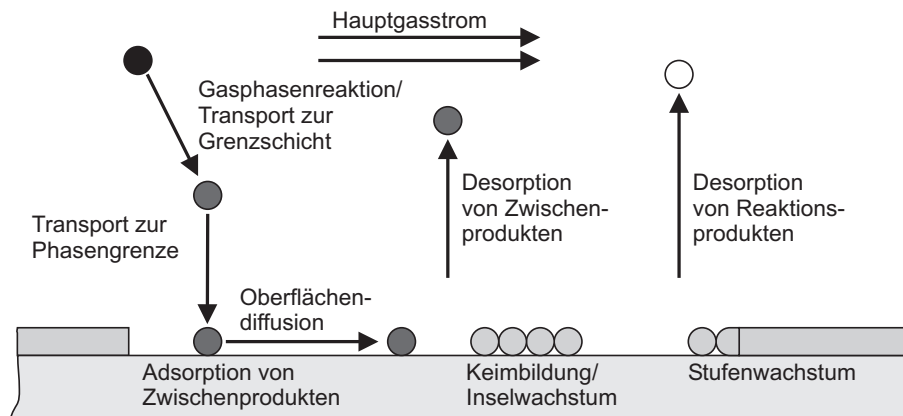 Hauptgasstrom
Gasphasenreaktion/
Transport zur
Grenzschicht
Transport zur
Phasengrenze
Desorption
von Zwischen-
produkten
Desorption
von Reaktions-
produkten
Oberflächen-
diffusion
Adsorption von
Zwischenprodukten
Keimbildung/
Inselwachstum
Stufenwachstum